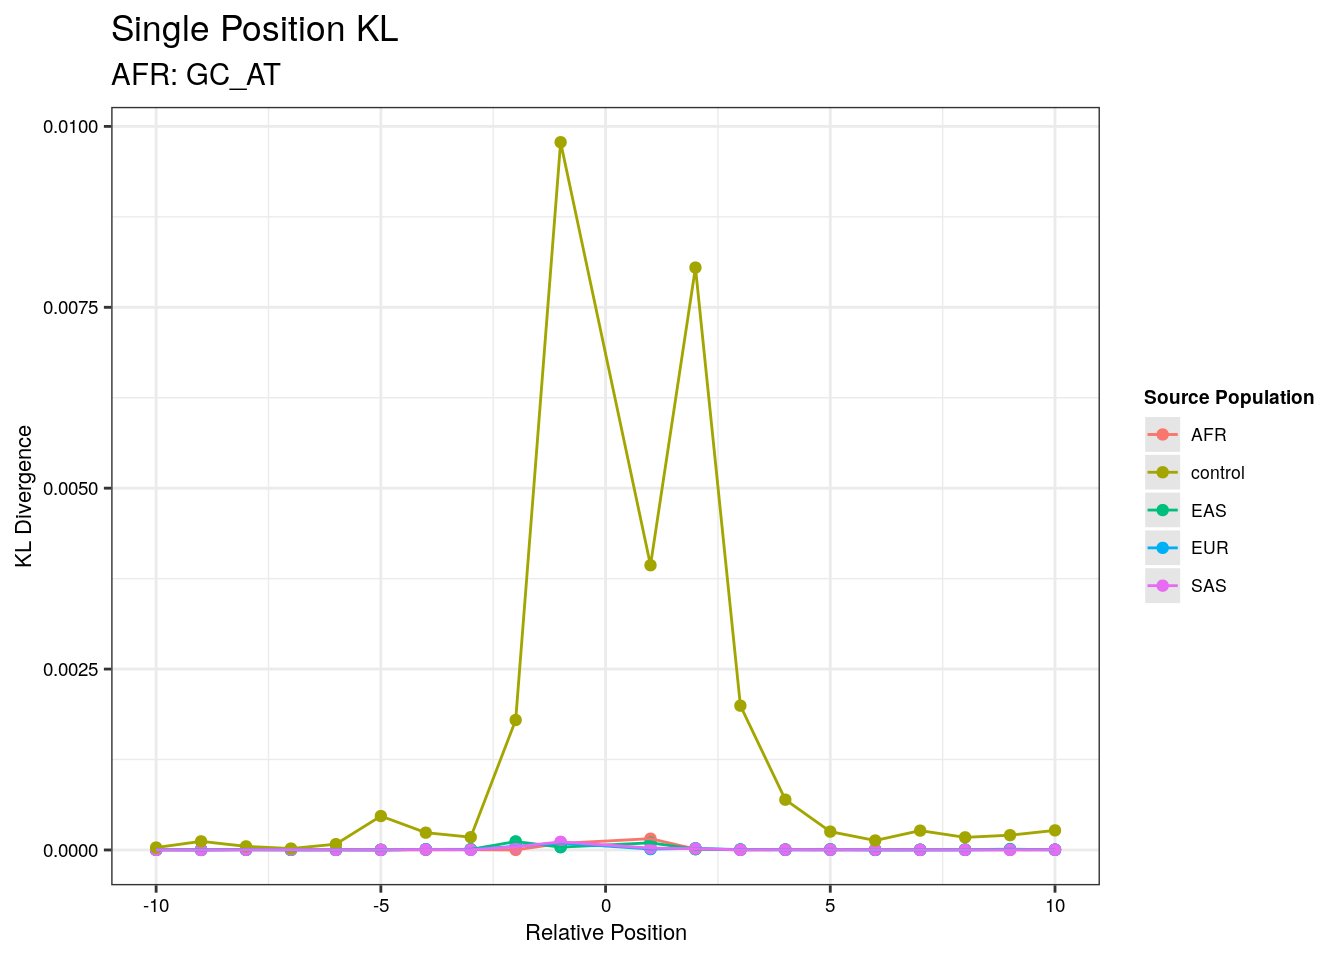 Single Position KL
AFR: GC_AT
KL Divergence
0.0100
0.0075
0.0050
0.0025
0.0000
-10
-5
0
5
10
Relative Position
Source Population
AFR
control
EAS
EUR
SAS